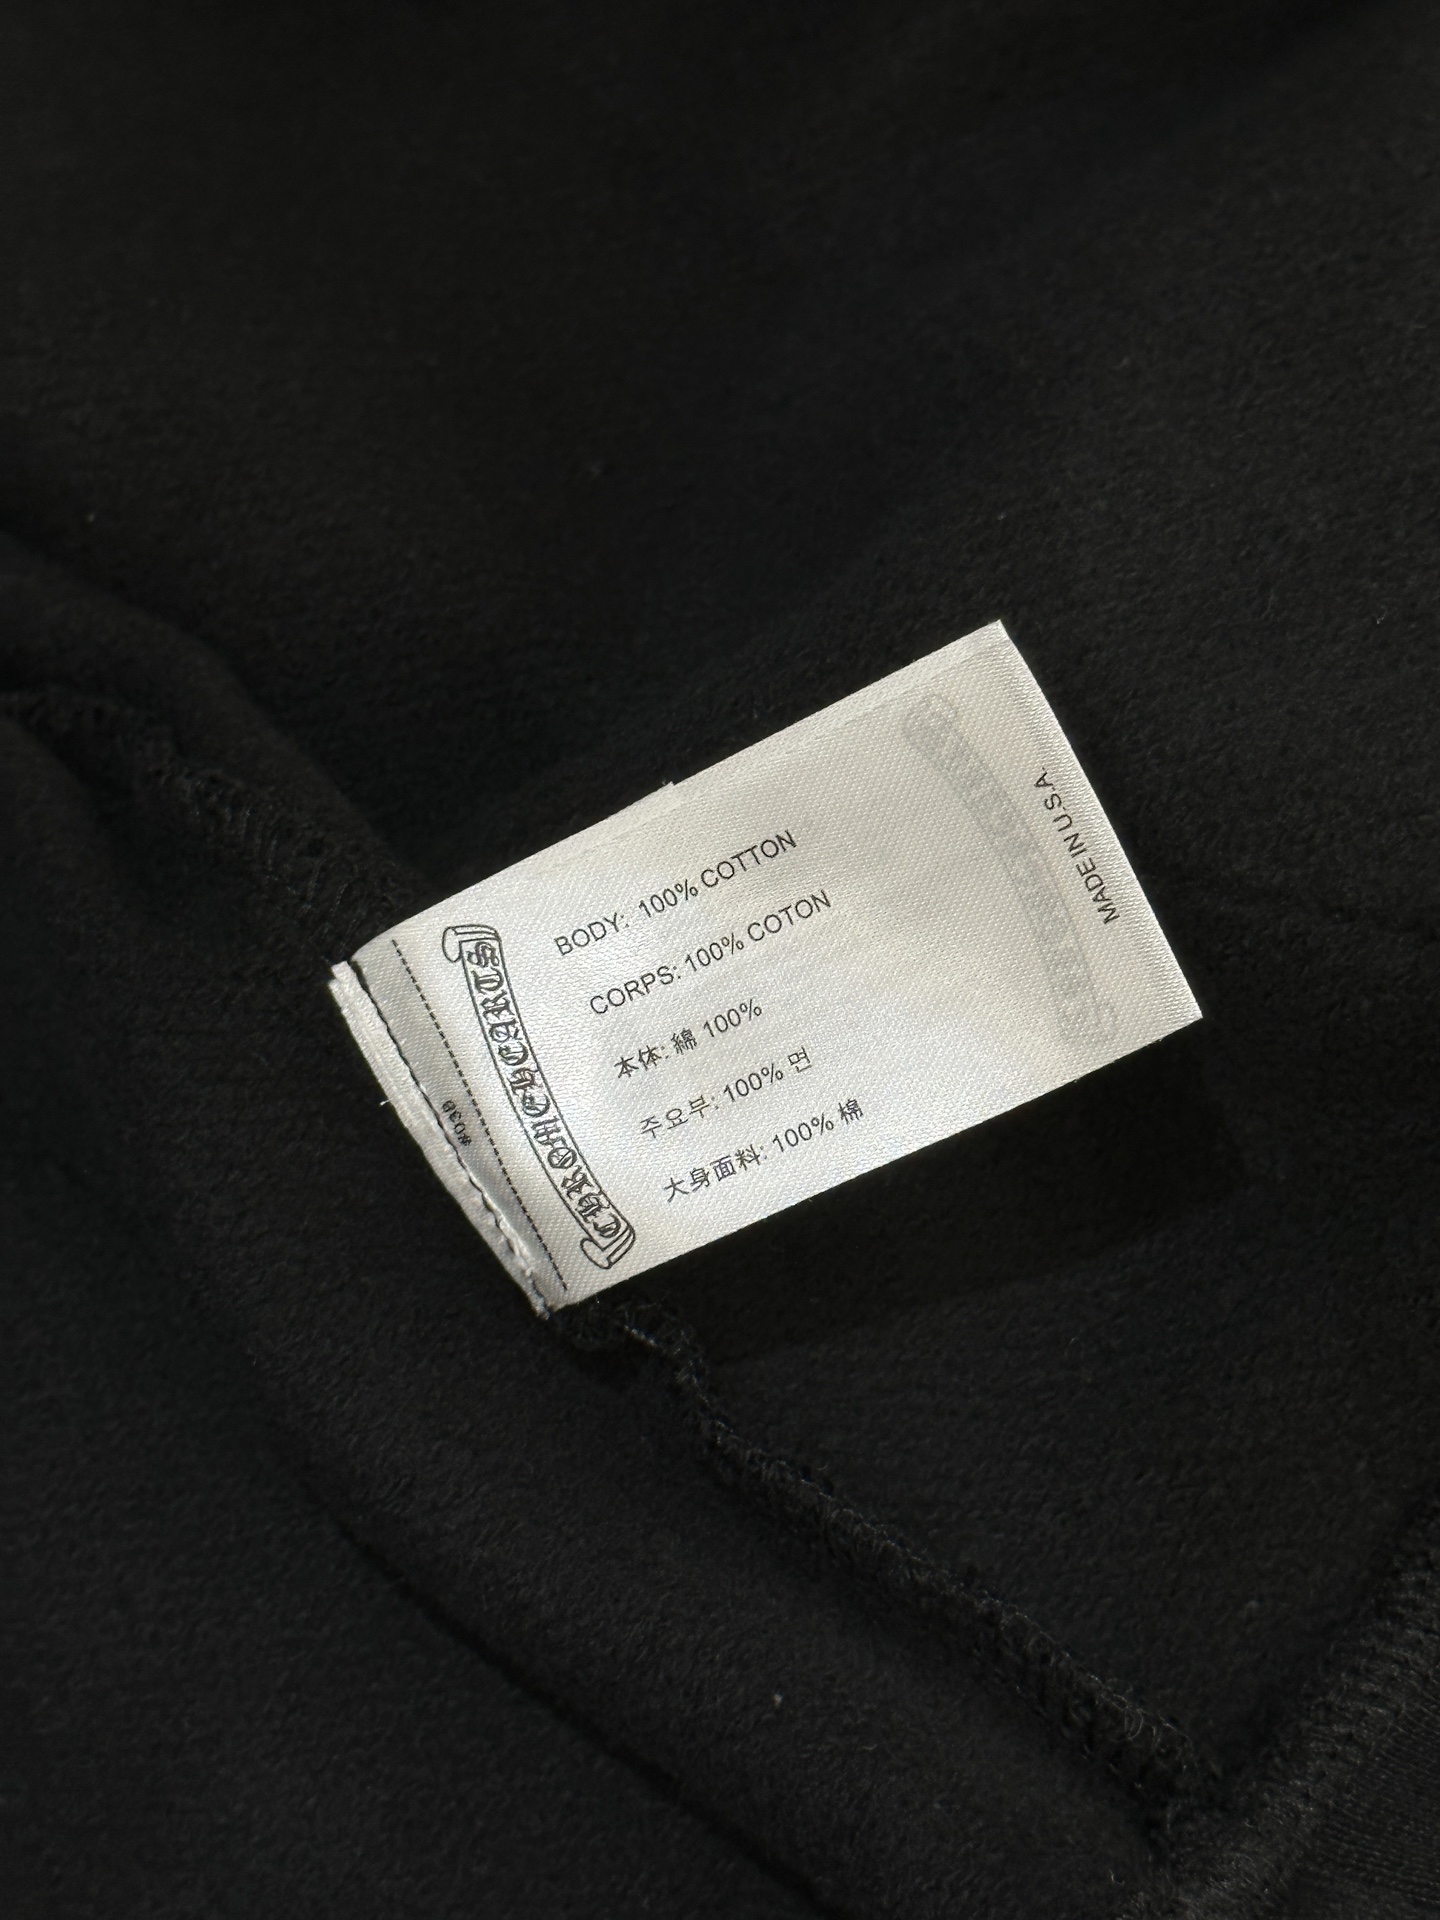 CHROME HEARTS
BODY: 100% COTTON
CORPS: 100% COTON
本体: 綿 100%
주요부: 100% 면
大身面料: 100% 棉
MADE IN U.S.A.